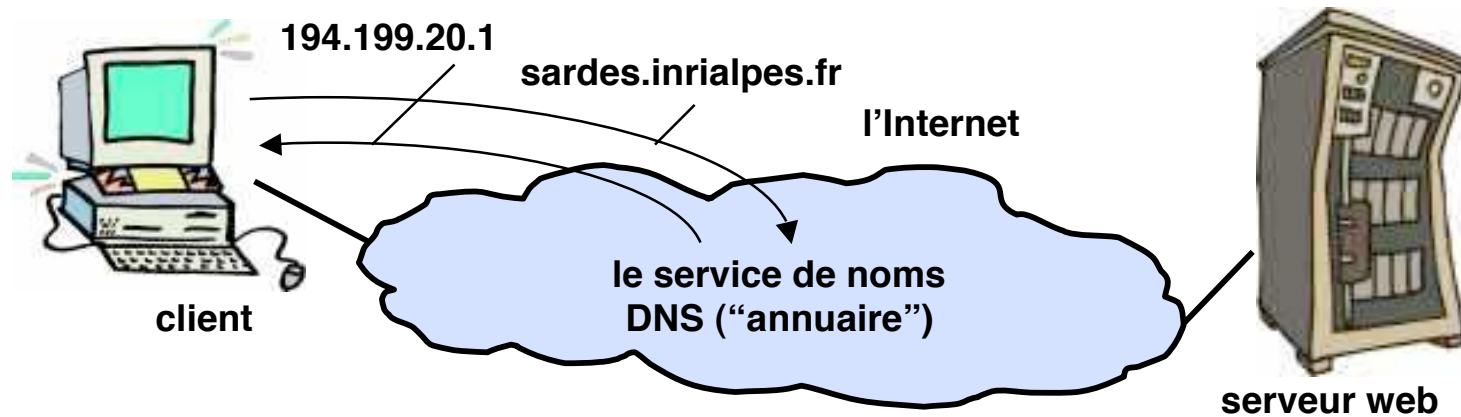 194.199.20.1
sardes.inrialpes.fr
l'Internet
le service de noms
DNS (“annuaire”)
client
serveur web